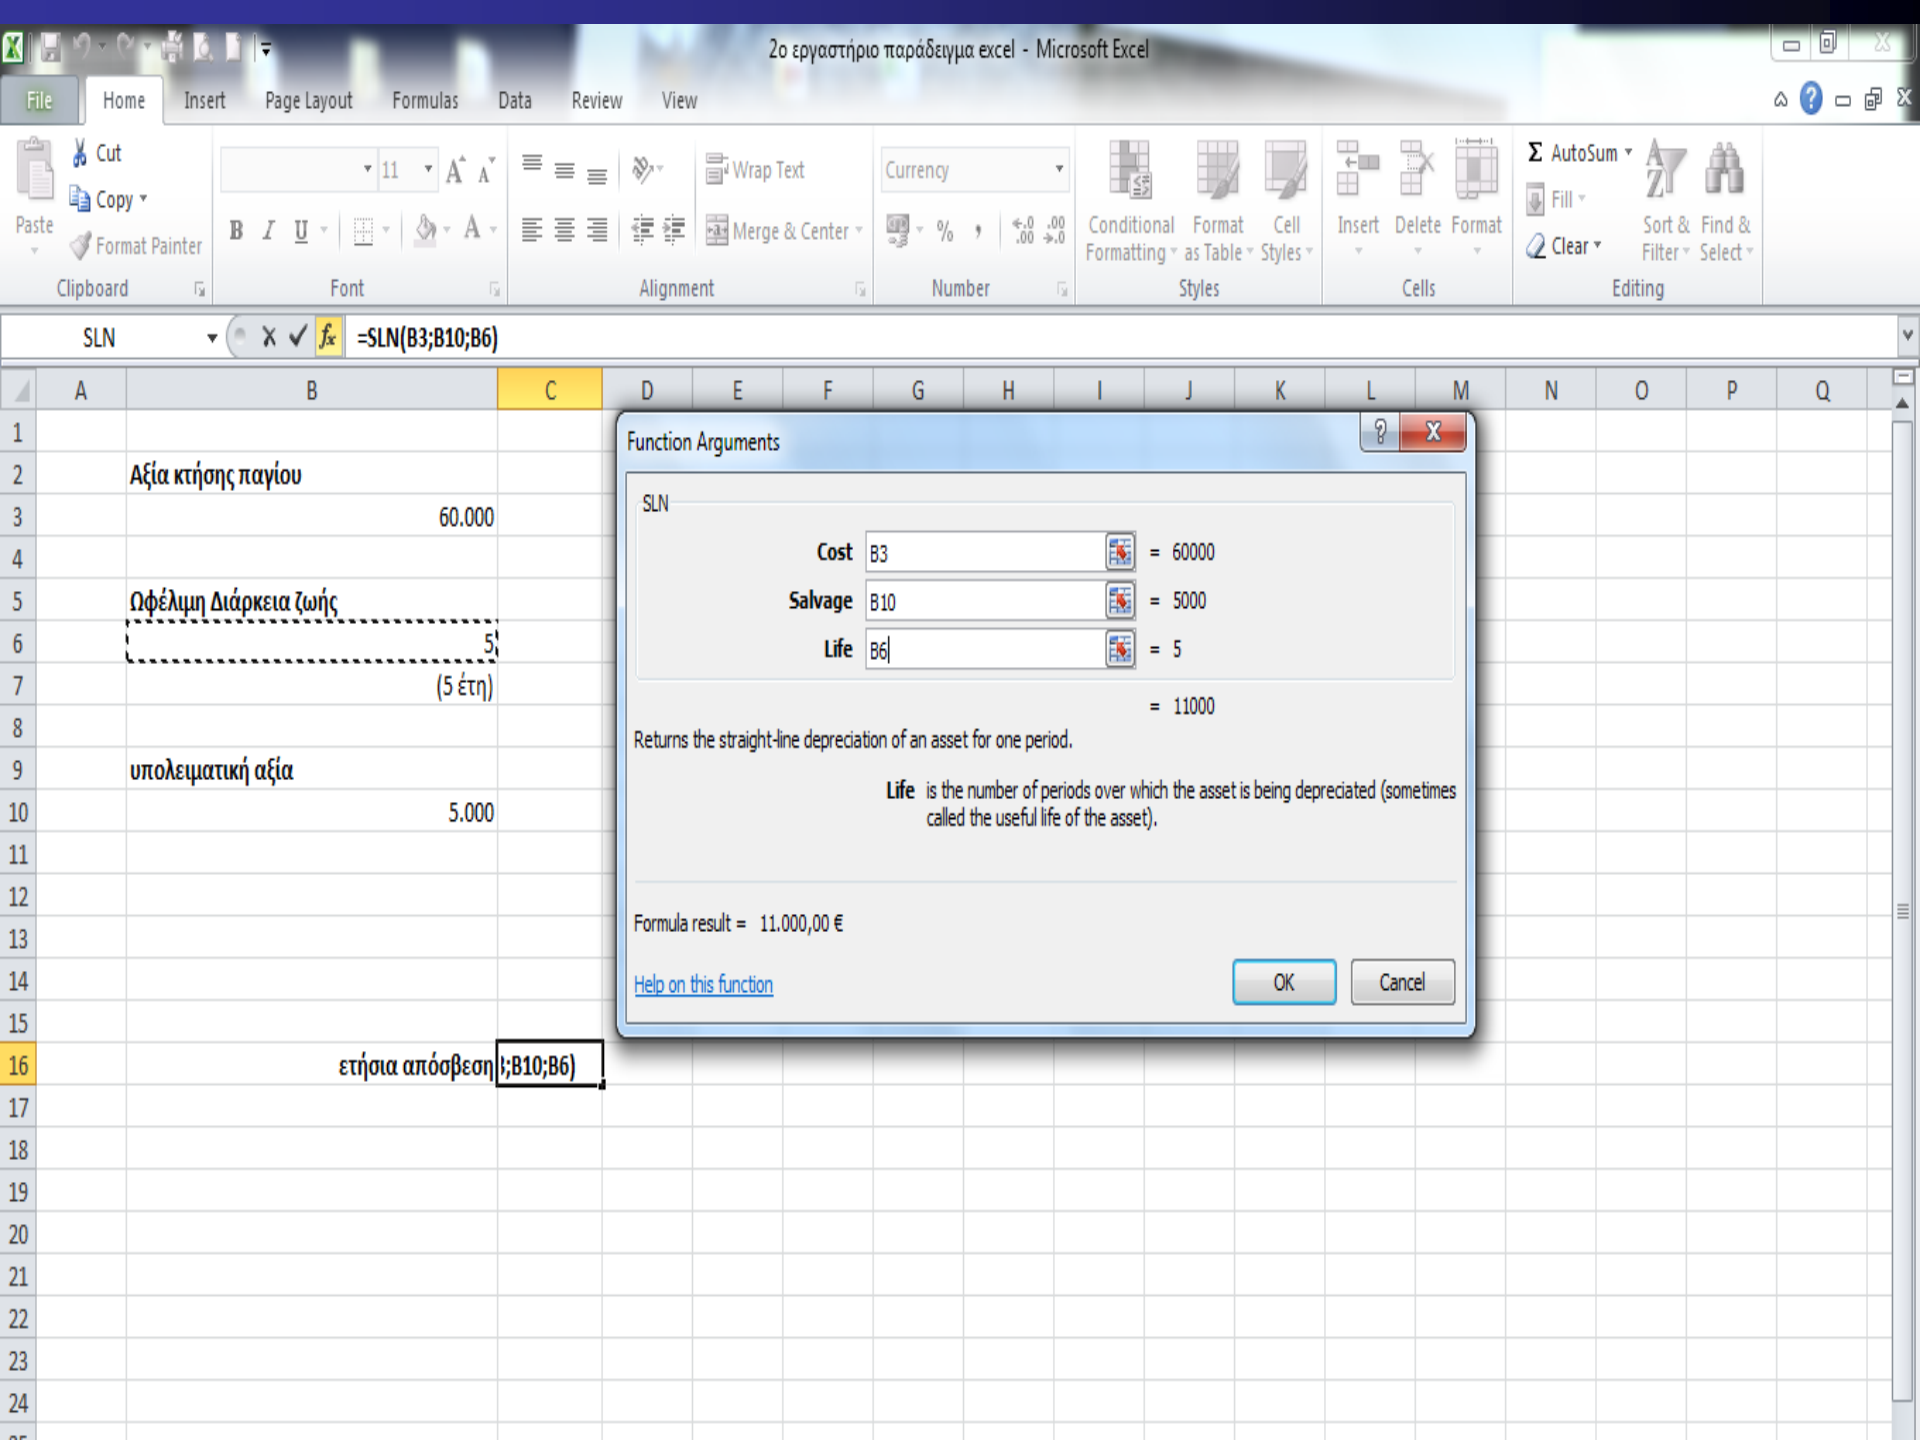 2ο εργαστήριο παράδειγμα excel - Microsoft Excel
File Home Insert Page Layout Formulas Data Review View
Paste
Cut
Copy
Format Painter
Clipboard
11
B I U
Font
Wrap Text
Merge & Center
Alignment
Currency
%
Number
Conditional Formatting
Format as Table
Cell Styles
Styles
Insert Delete Format
Cells
Σ AutoSum
Fill
Clear
Sort & Filter
Find & Select
Editing
SLN fx =SLN(B3;B10;B6)
A B C D E F G H I J K L M N O P Q
1
2 Αξία κτήσης παγίου
3 60.000
4
5 Ωφέλιμη Διάρκεια ζωής
6 5
7 (5 έτη)
8
9 υπολειματική αξία
10 5.000
11
12
13
14
15
16 ετήσια απόσβεση ;B10;B6)
17
18
19
20
21
22
23
24
Function Arguments
SLN
Cost B3 = 60000
Salvage B10 = 5000
Life B6 = 5
= 11000
Returns the straight-line depreciation of an asset for one period.
Life is the number of periods over which the asset is being depreciated (sometimes
called the useful life of the asset).
Formula result = 11.000,00 €
Help on this function
OK Cancel